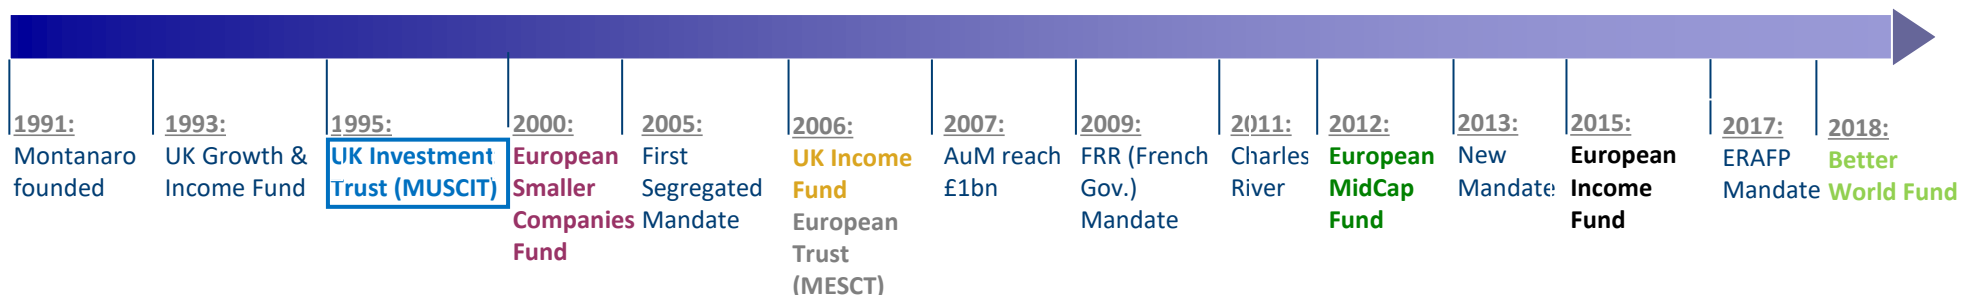 1991:
Montanaro
founded
1993:
UK Growth &
Income Fund
1995:
UK Investment
Trust (MUSCIT)
2000:
European
Smaller
Companies
Fund
2005:
First
Segregated
Mandate
2006:
UK Income
Fund
European
Trust
(MESCT)
2007:
AuM reach
£1bn
2009:
FRR (French
Gov.)
Mandate
2011:
Charles
River
2012:
European
MidCap
Fund
2013:
New
Mandate
2015:
European
Income
Fund
2017:
ERAFP
Mandate
2018:
Better
World Fund